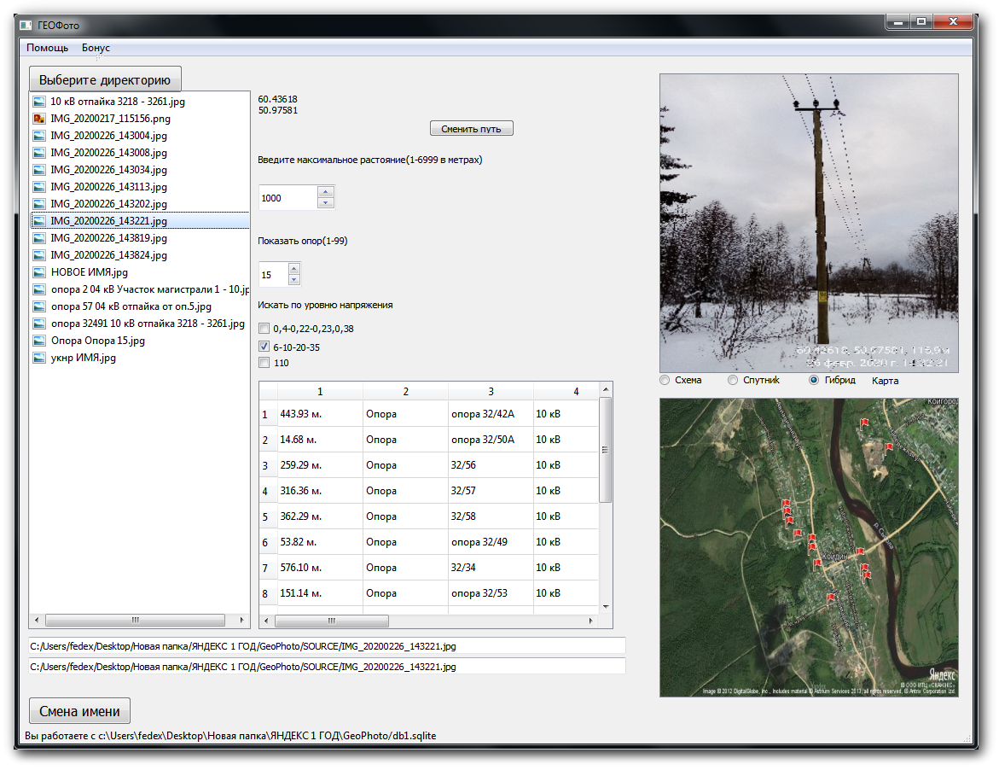 ГЕОФото
Помощь Бонус
Выберите директорию
10 кВ отпайка 3218 - 3261.jpg
IMG_20200217_115156.png
IMG_20200226_143004.jpg
IMG_20200226_143008.jpg
IMG_20200226_143034.jpg
IMG_20200226_143113.jpg
IMG_20200226_143202.jpg
IMG_20200226_143221.jpg
IMG_20200226_143819.jpg
IMG_20200226_143824.jpg
НОВОЕ ИМЯ.jpg
опора 2 04 кВ Участок магистрали 1 - 10.jp
опора 57 04 кВ отпайка от оп.5.jpg
опора 32491 10 кВ отпайка 3218 - 3261.jpg
Опора Опора 15.jpg
укнр ИМЯ.jpg
60.43618
50.97581
Сменить путь
Введите максимальное растояние(1-6999 в метрах)
1000
Показать опор(1-99)
15
Искать по уровню напряжения
0,4-0,22-0,23,0,38
6-10-20-35
110
1 2 3 4
1 443.93 м. Опора опора 32/42А 10 кВ
2 14.68 м. Опора опора 32/50А 10 кВ
3 259.29 м. Опора 32/56 10 кВ
4 316.36 м. Опора 32/57 10 кВ
5 362.29 м. Опора 32/58 10 кВ
6 53.82 м. Опора опора 32/49 10 кВ
7 576.10 м. Опора 32/34 10 кВ
8 151.14 м. Опора опора 32/53 10 кВ
26 февр. 2020 г. 14:32:21
Схема Спутник Гибрид Карта
Койгород
р. Сысола
КОЙДИН
Яндекс
© ООО ИТЦ «СКАНЭКС»
Image © 2012 DigitalGlobe, Inc., Includes material © Astrium Services 2013, all rights reserved, © Antrix Corporation Ltd.
C:/Users/fedex/Desktop/Новая папка/ЯНДЕКС 1 ГОД/GeoPhoto/SOURCE/IMG_20200226_143221.jpg
C:/Users/fedex/Desktop/Новая папка/ЯНДЕКС 1 ГОД/GeoPhoto/SOURCE/IMG_20200226_143221.jpg
Смена имени
Вы работаете с c:\Users\fedex\Desktop\Новая папка\ЯНДЕКС 1 ГОД\GeoPhoto/db1.sqlite